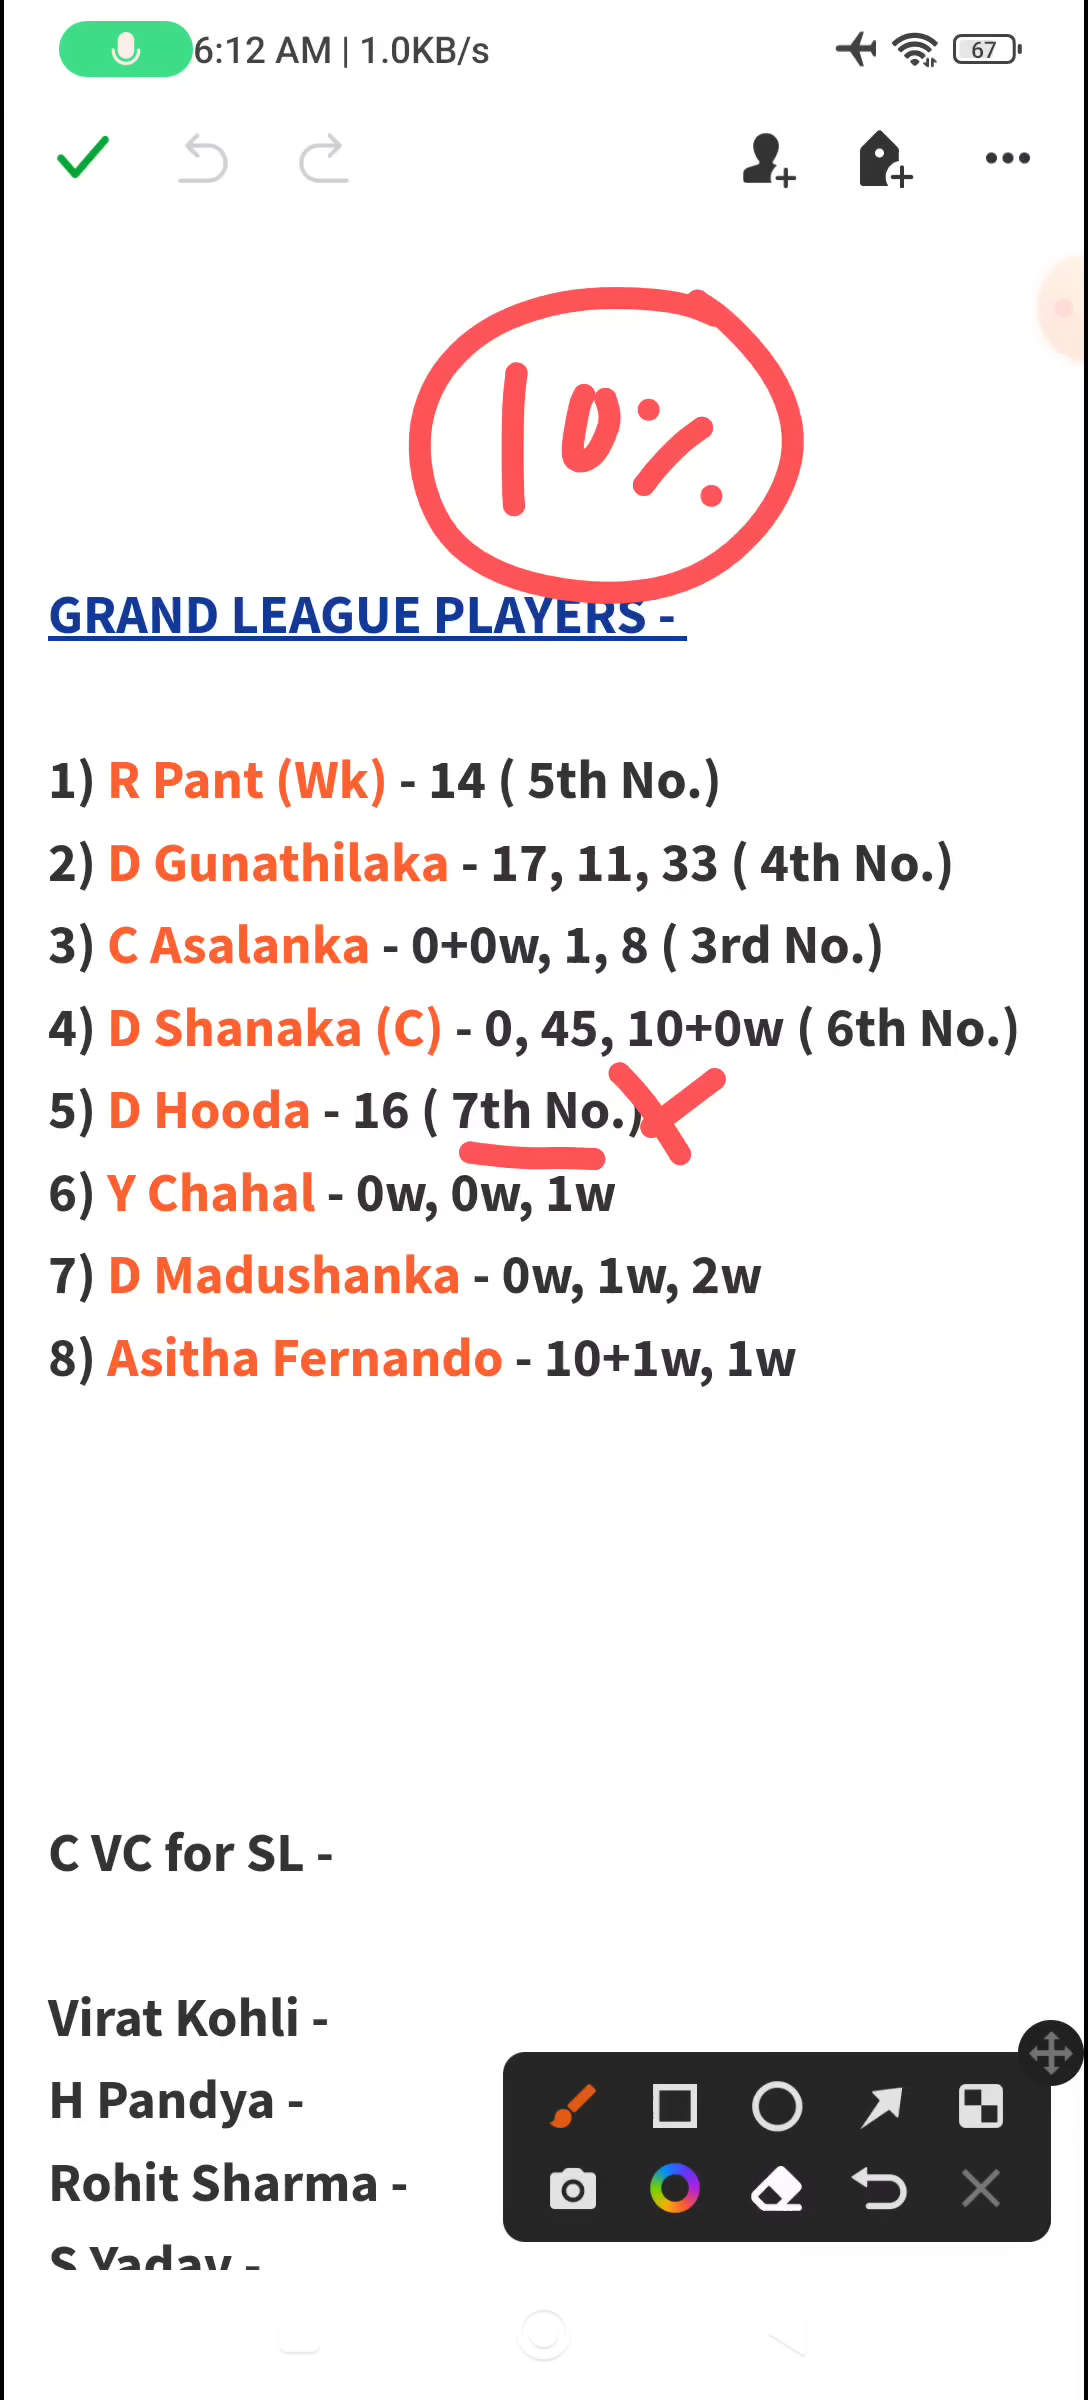 6:12 AM | 1.0KB/s
67
10%
GRAND LEAGUE PLAYERS -
1) R Pant (Wk) - 14 ( 5th No.)
2) D Gunathilaka - 17, 11, 33 ( 4th No.)
3) C Asalanka - 0+0w, 1, 8 ( 3rd No.)
4) D Shanaka (C) - 0, 45, 10+0w ( 6th No.)
5) D Hooda - 16 ( 7th No.)
6) Y Chahal - 0w, 0w, 1w
7) D Madushanka - 0w, 1w, 2w
8) Asitha Fernando - 10+1w, 1w
C VC for SL -
Virat Kohli -
H Pandya -
Rohit Sharma -
S Yadav -